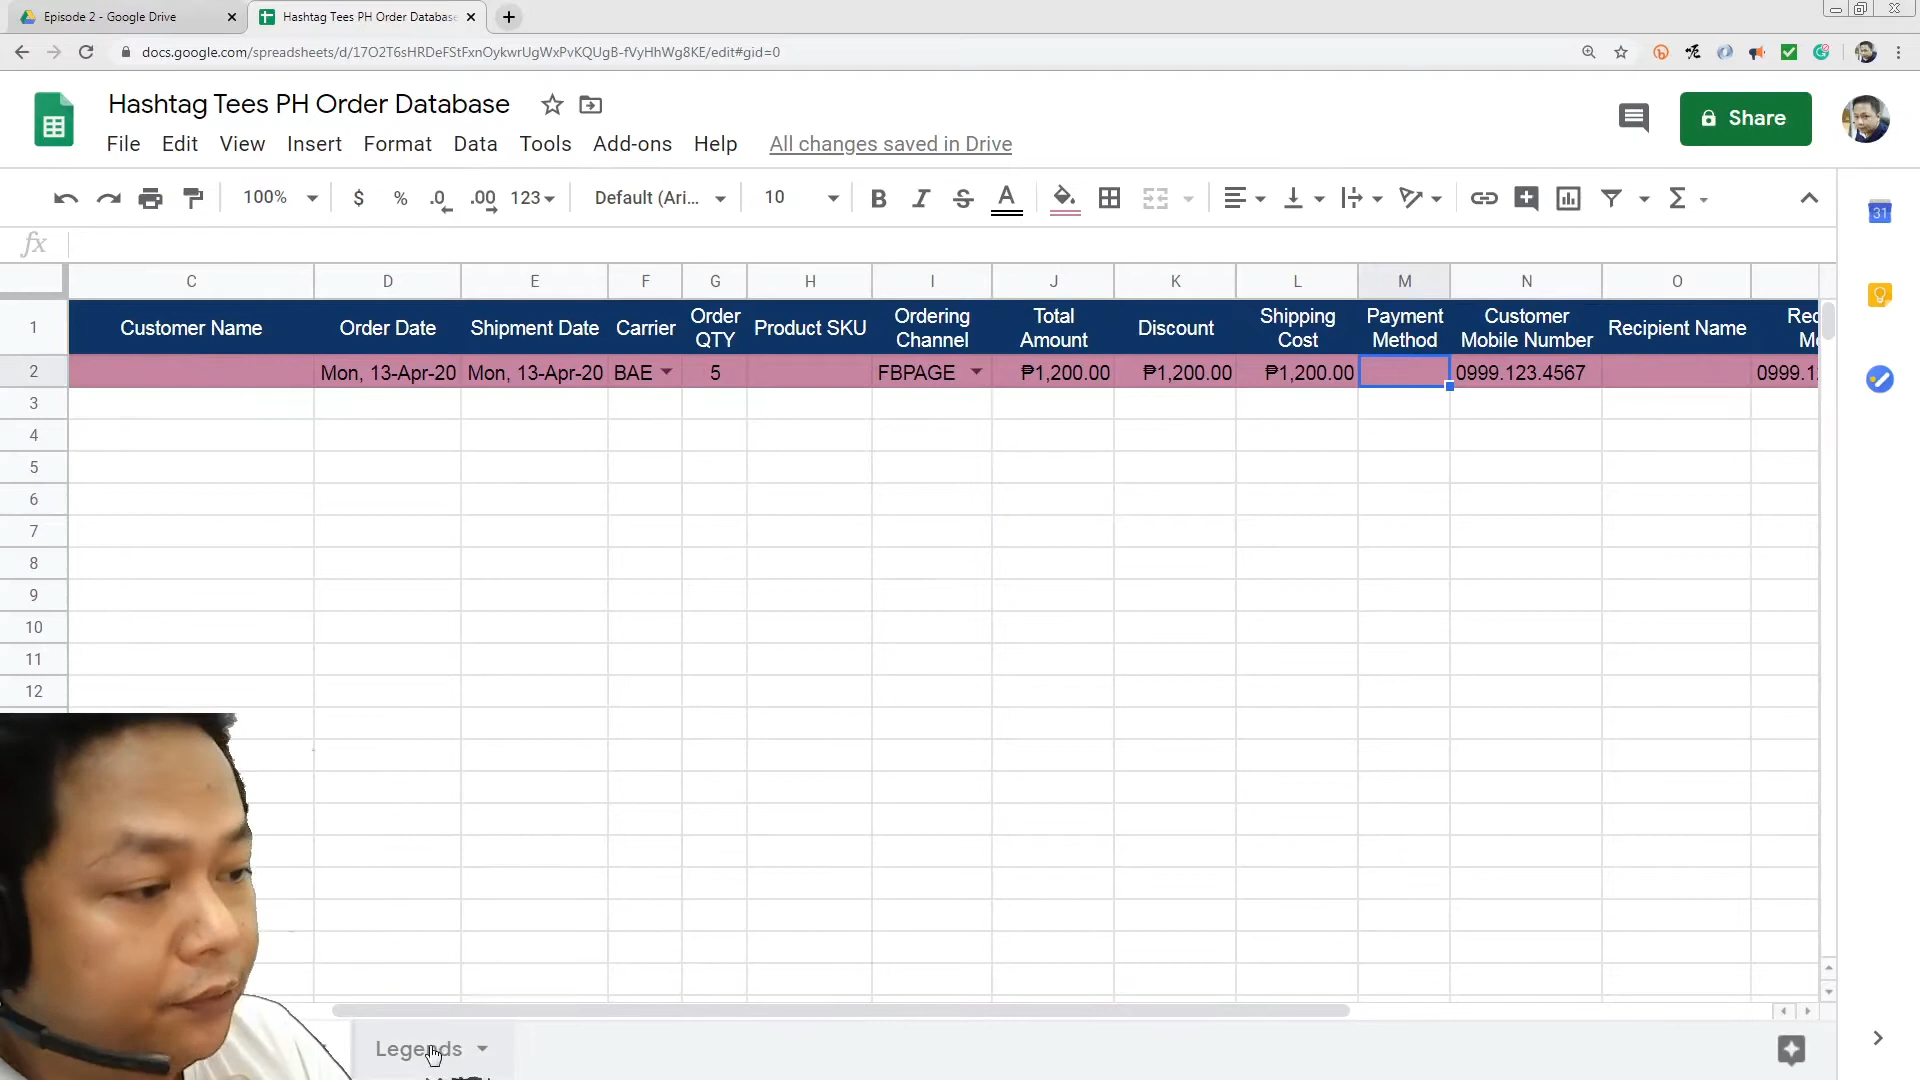 Episode 2 - Google Drive
Hashtag Tees PH Order Database
docs.google.com/spreadsheets/d/17O2T6sHRDeFStFxnOykwrUgWxPvKQUgB-fVyHhWg8KE/edit#gid=0
Hashtag Tees PH Order Database
Share
File Edit View Insert Format Data Tools Add-ons Help All changes saved in Drive
100% $ % .0 .00 123 Default (Ari... 10 B I S A
31
fx
C D E F G H I J K L M N O
1 Customer Name Order Date Shipment Date Carrier Order QTY Product SKU Ordering Channel Total Amount Discount Shipping Cost Payment Method Customer Mobile Number Recipient Name
2 Mon, 13-Apr-20 Mon, 13-Apr-20 BAE 5 FBPAGE ₱1,200.00 ₱1,200.00 ₱1,200.00 0999.123.4567
3
4
5
6
7
8
9
10
11
12
Legends